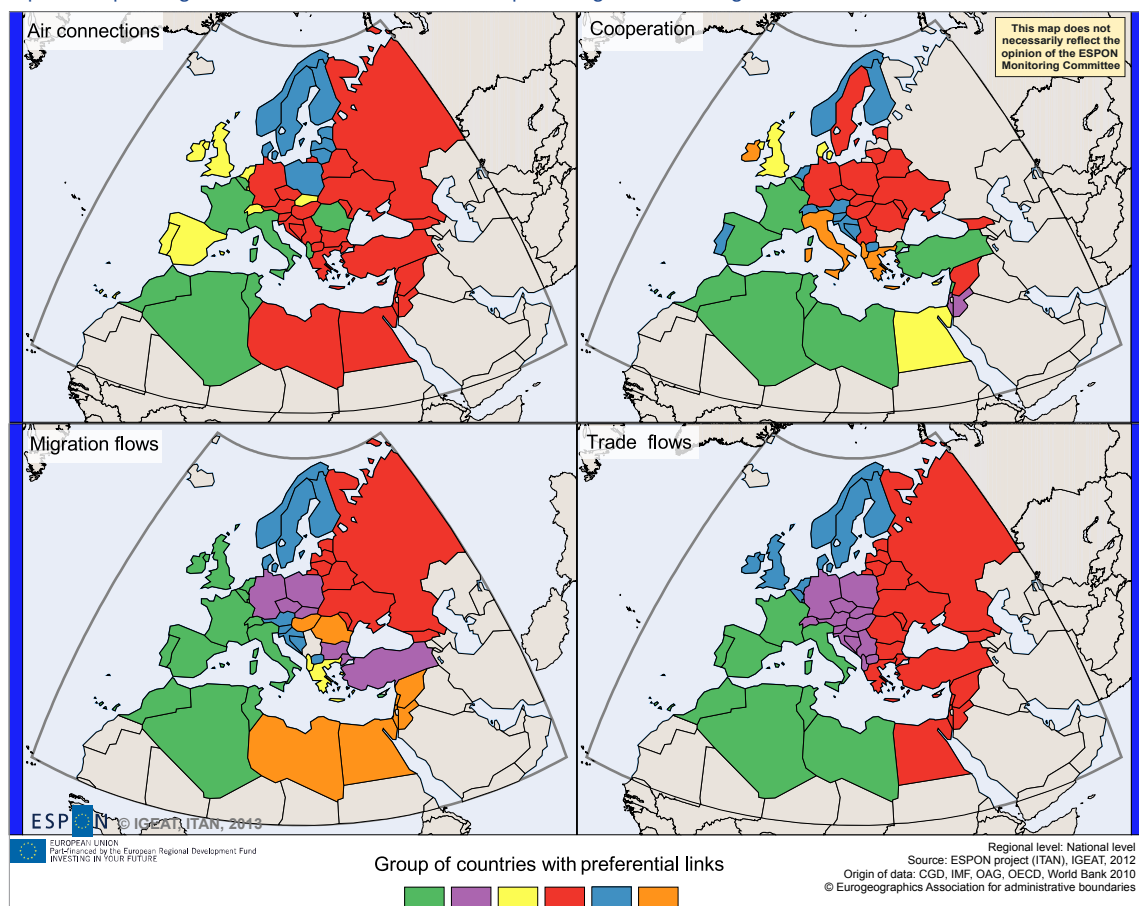 Air connections
Cooperation
This map does not
necessarily reflect the
opinion of the ESPON
Monitoring Committee
Migration flows
Trade flows
ESPON © IGEAT, ITAN, 2013
EUROPEAN UNION
Part-financed by the European Regional Development Fund
INVESTING IN YOUR FUTURE
Regional level: National level
Source: ESPON project (ITAN), IGEAT, 2012
Origin of data: CGD, IMF, OAG, OECD, World Bank 2010
© Eurogeographics Association for administrative boundaries
Group of countries with preferential links